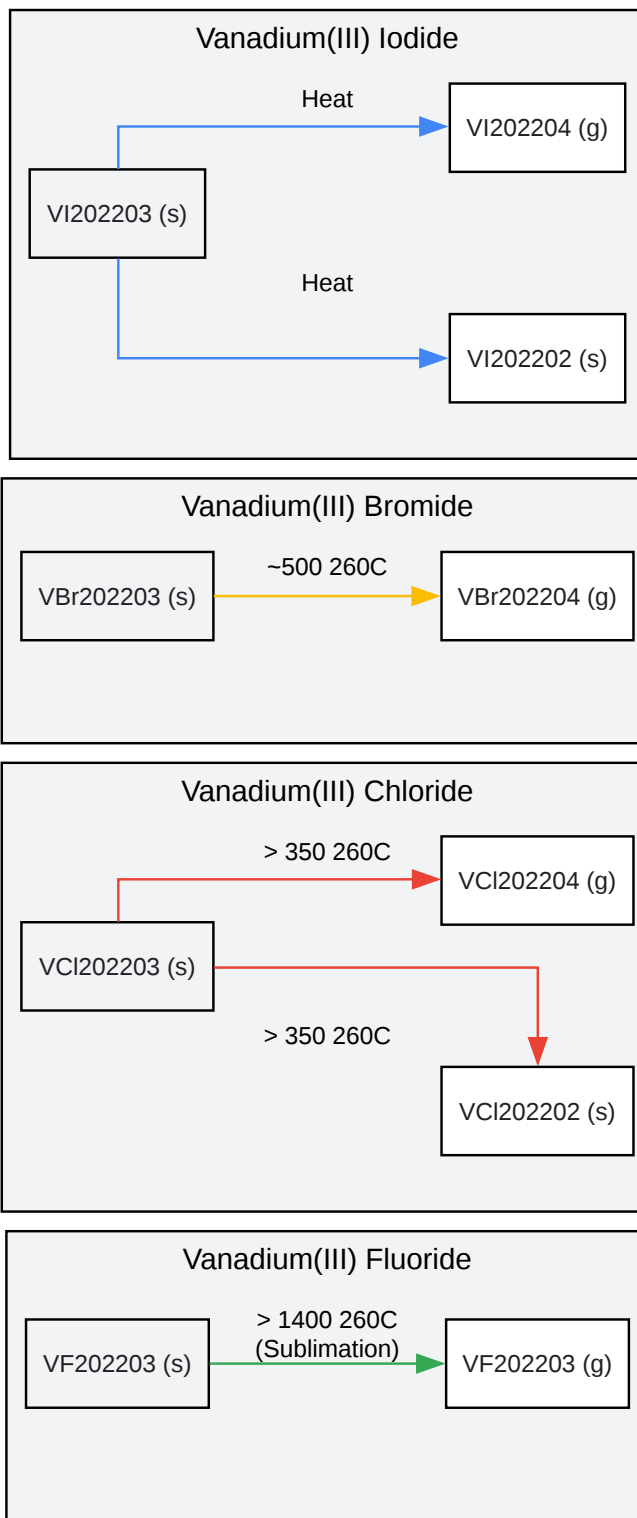 Vanadium(III) Iodide
Heat
VI202204 (g)
VI202203 (s)
Heat
VI202202 (s)
Vanadium(III) Bromide
~500 260C
VBr202203 (s)
VBr202204 (g)
Vanadium(III) Chloride
> 350 260C
VCl202204 (g)
VCl202203 (s)
> 350 260C
VCl202202 (s)
Vanadium(III) Fluoride
> 1400 260C
(Sublimation)
VF202203 (s)
VF202203 (g)